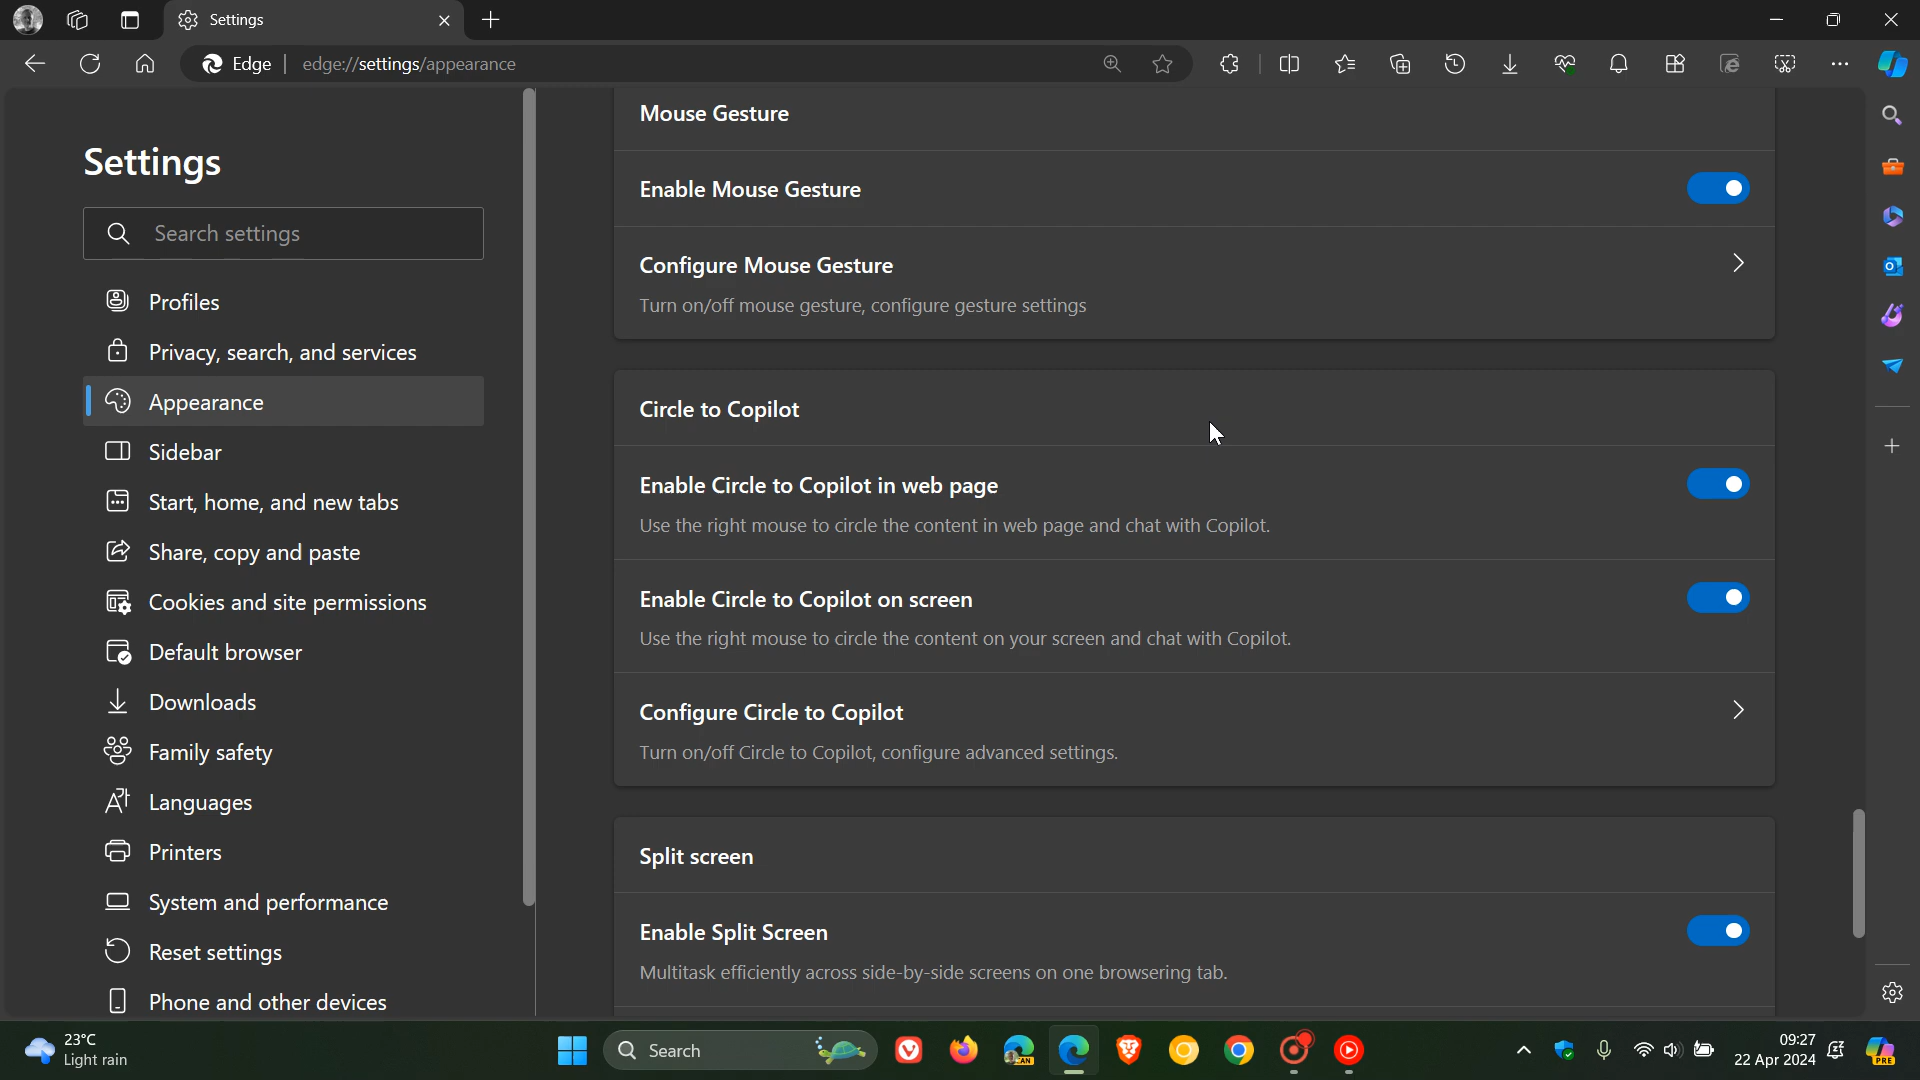 Settings
Edge
edge://settings/appearance
Settings
Search settings
Profiles
Privacy, search, and services
Appearance
Sidebar
Start, home, and new tabs
Share, copy and paste
Cookies and site permissions
Default browser
Downloads
Family safety
Languages
Printers
System and performance
Reset settings
Phone and other devices
Mouse Gesture
Enable Mouse Gesture
Configure Mouse Gesture
Turn on/off mouse gesture, configure gesture settings
Circle to Copilot
Enable Circle to Copilot in web page
Use the right mouse to circle the content in web page and chat with Copilot.
Enable Circle to Copilot on screen
Use the right mouse to circle the content on your screen and chat with Copilot.
Configure Circle to Copilot
Turn on/off Circle to Copilot, configure advanced settings.
Split screen
Enable Split Screen
Multitask efficiently across side-by-side screens on one browsering tab.
23°C
Light rain
Search
CAN
09:27
22 Apr 2024
PRE